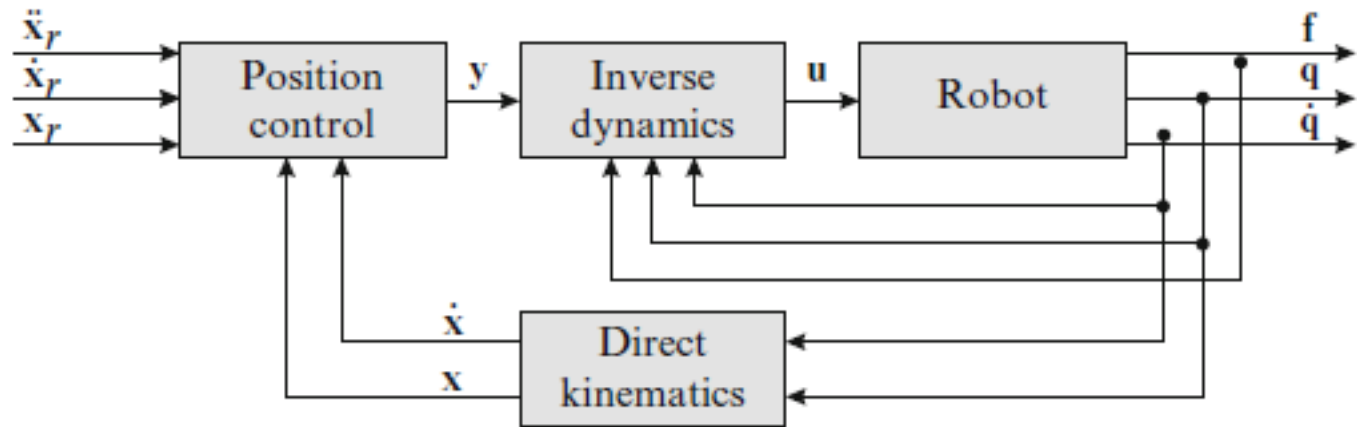 ẍr
ẋr
xr
Position
control
y
Inverse
dynamics
u
Robot
f
q
q̇
ẋ
x
Direct
kinematics